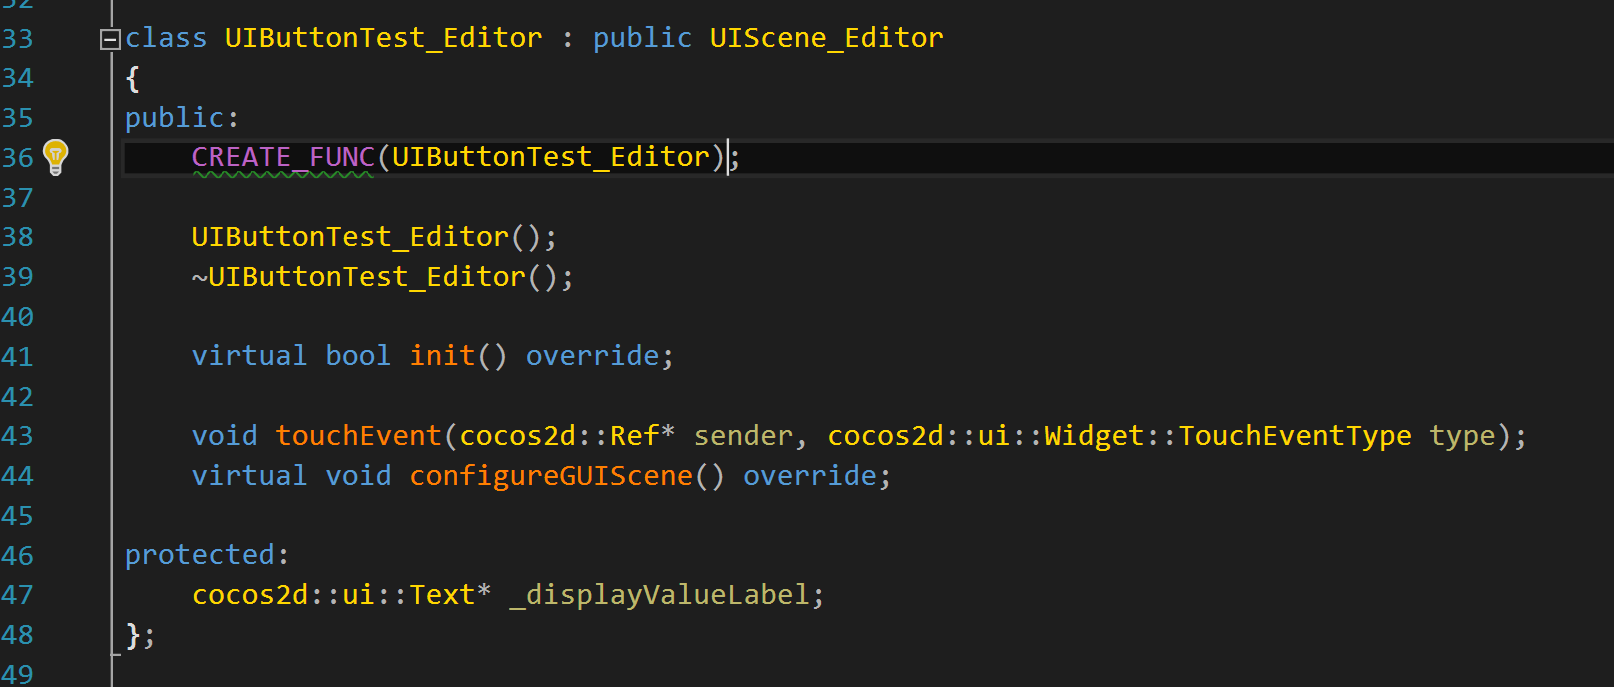 32
33 class UIButtonTest_Editor : public UIScene_Editor
34 {
35 public:
36 CREATE_FUNC(UIButtonTest_Editor);
37
38 UIButtonTest_Editor();
39 ~UIButtonTest_Editor();
40
41 virtual bool init() override;
42
43 void touchEvent(cocos2d::Ref* sender, cocos2d::ui::Widget::TouchEventType type);
44 virtual void configureGUIScene() override;
45
46 protected:
47 cocos2d::ui::Text* _displayValueLabel;
48 };
49